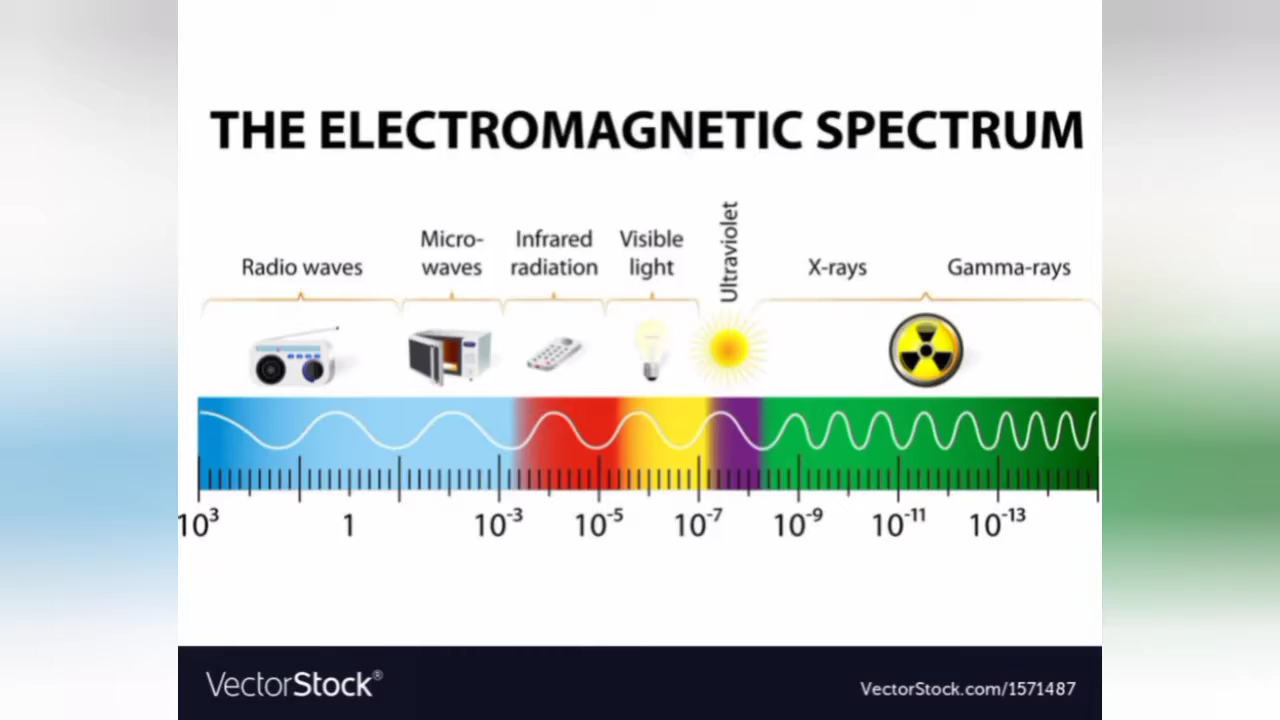 THE ELECTROMAGNETIC SPECTRUM
Radio waves
Micro-
waves
Infrared
radiation
Visible
light
Ultraviolet
X-rays
Gamma-rays
10³ 1 10⁻³ 10⁻⁵ 10⁻⁷ 10⁻⁹ 10⁻¹¹ 10⁻¹³
VectorStock®
VectorStock.com/1571487